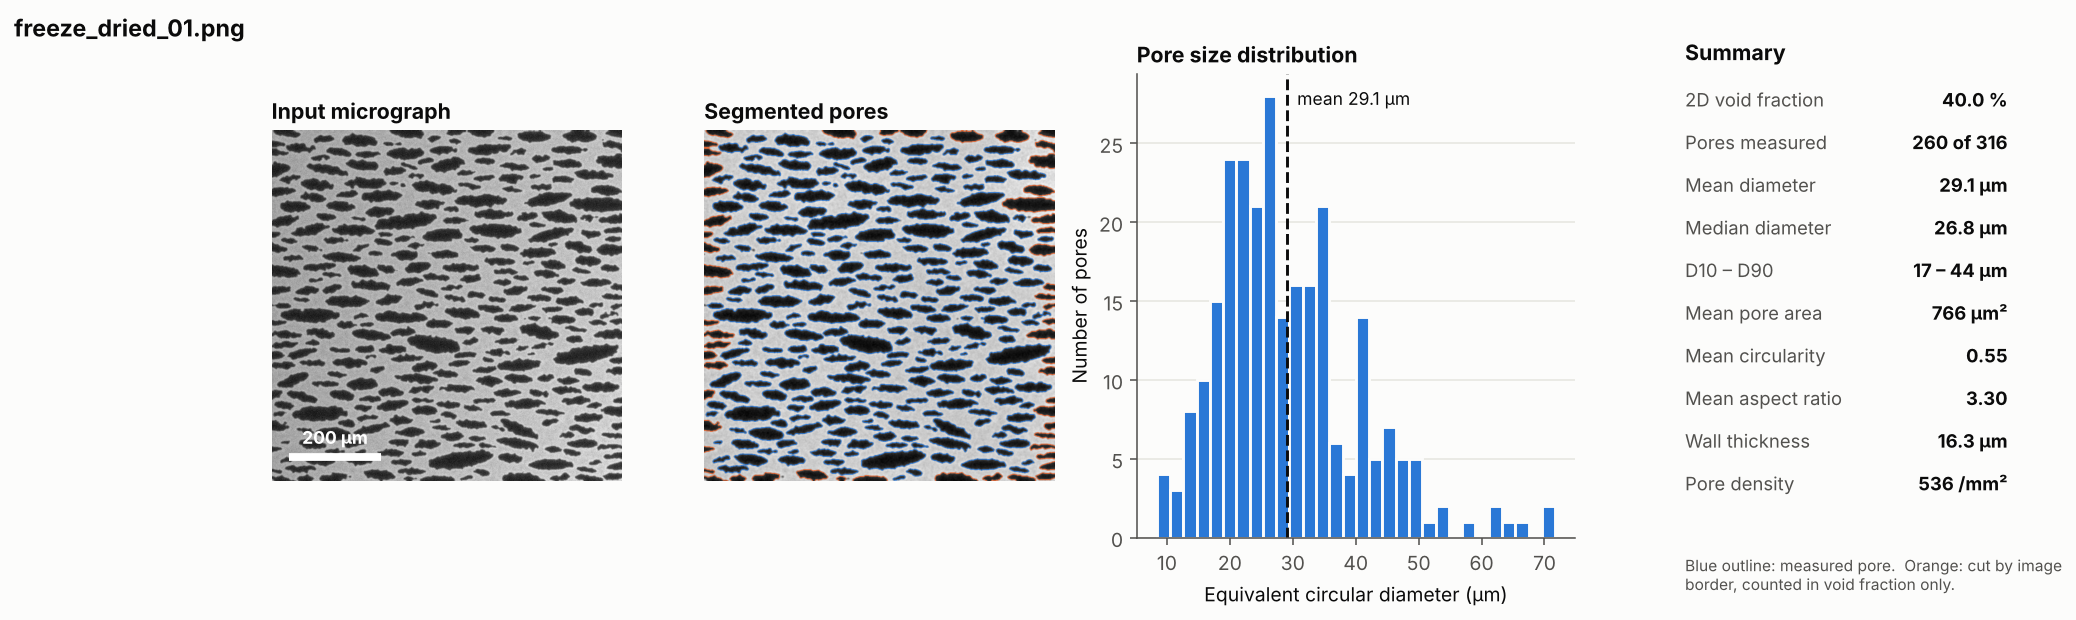 freeze_dried_01.png
Input micrograph
200 µm
Segmented pores
Pore size distribution
mean 29.1 µm
Number of pores
25
20
15
10
5
0
10 20 30 40 50 60 70
Equivalent circular diameter (µm)
Summary
2D void fraction 40.0 %
Pores measured 260 of 316
Mean diameter 29.1 µm
Median diameter 26.8 µm
D10 – D90 17 – 44 µm
Mean pore area 766 µm²
Mean circularity 0.55
Mean aspect ratio 3.30
Wall thickness 16.3 µm
Pore density 536 /mm²
Blue outline: measured pore. Orange: cut by image
border, counted in void fraction only.